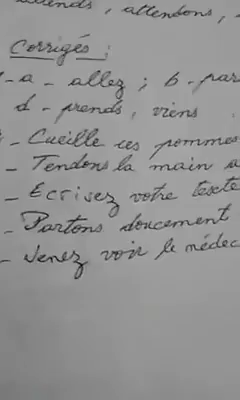 attends, attendons,
Corrigés :
a - allez ; b - par
d - prends, viens
- Cueille ces pommes
- Tendons la main a
- Ecrivez votre texte
- Partons doucement
- Venez voir le médec